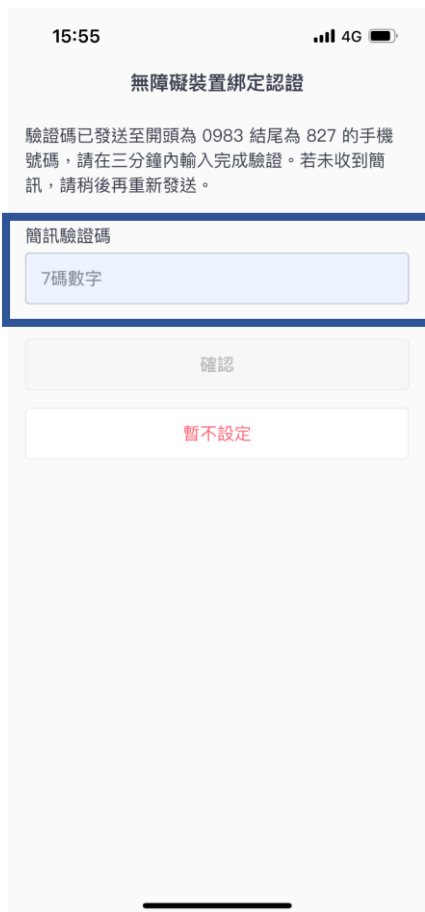 15:55 4G
無障礙裝置綁定認證
驗證碼已發送至開頭為 0983 結尾為 827 的手機
號碼，請在三分鐘內輸入完成驗證。若未收到簡
訊，請稍後再重新發送。
簡訊驗證碼
7碼數字
確認
暫不設定